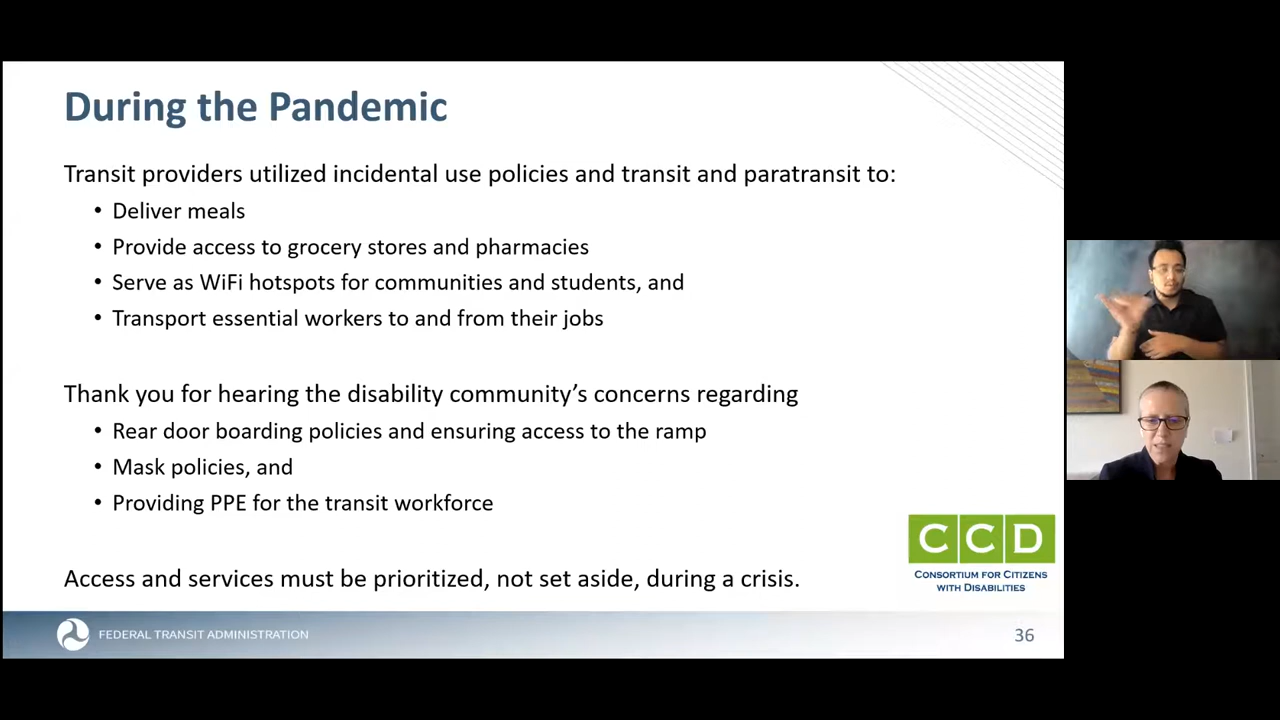 During the Pandemic
Transit providers utilized incidental use policies and transit and paratransit to:
• Deliver meals
• Provide access to grocery stores and pharmacies
• Serve as WiFi hotspots for communities and students, and
• Transport essential workers to and from their jobs
Thank you for hearing the disability community’s concerns regarding
• Rear door boarding policies and ensuring access to the ramp
• Mask policies, and
• Providing PPE for the transit workforce
CCD
CONSORTIUM FOR CITIZENS
WITH DISABILITIES
Access and services must be prioritized, not set aside, during a crisis.
FEDERAL TRANSIT ADMINISTRATION
36